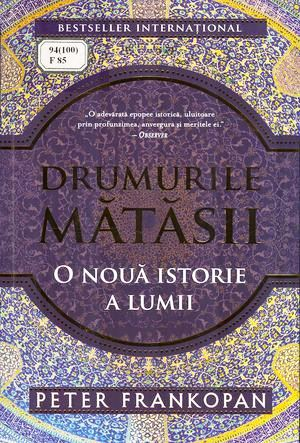 BESTSELLER INTERNAȚIONAL
94(100)
F 85
„O adevărată epopee istorică, uluitoare
prin profunzimea, anvergura și meritele ei.”
— OBSERVER
DRUMURILE
MĂTĂSII
O NOUĂ ISTORIE
A LUMII
PETER FRANKOPAN